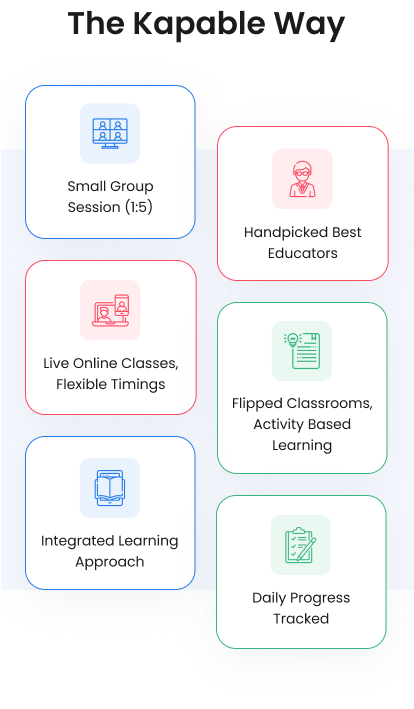 The Kapable Way
Small Group
Session (1:5)
Handpicked Best
Educators
Live Online Classes,
Flexible Timings
Flipped Classrooms,
Activity Based
Learning
Integrated Learning
Approach
Daily Progress
Tracked